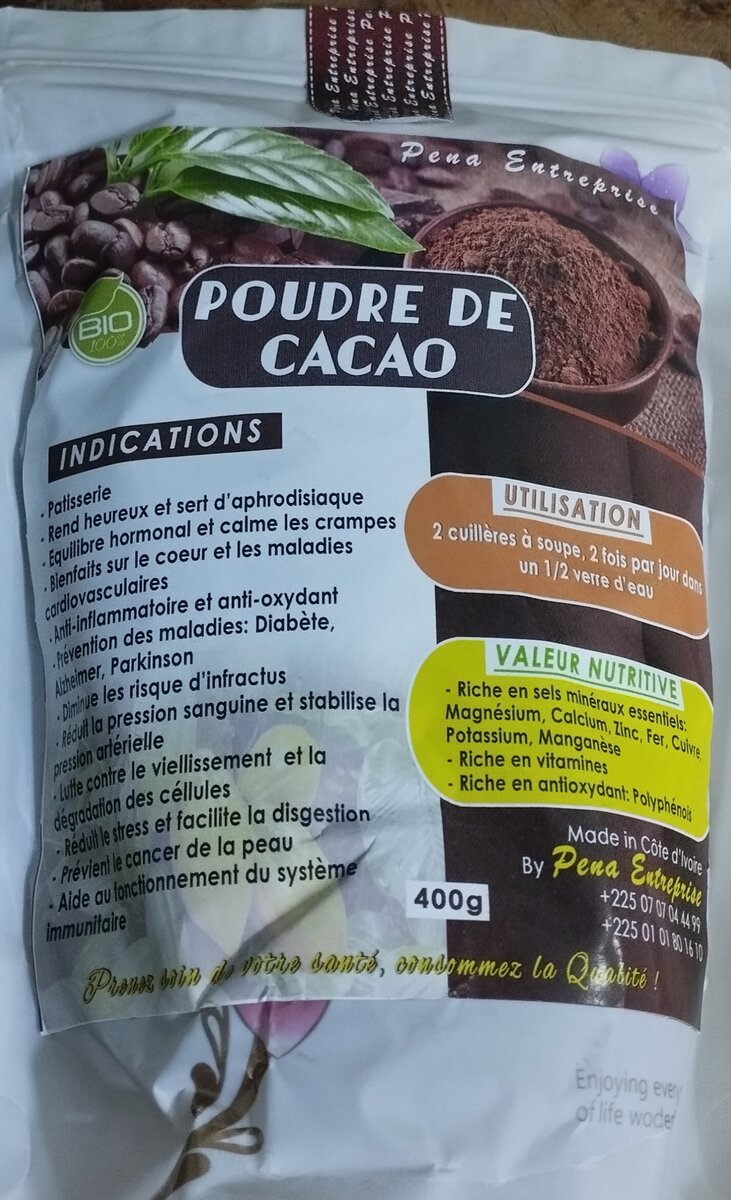 Pena Entreprise
BIO
100%
POUDRE DE
CACAO
INDICATIONS
- Patisserie
- Rend heureux et sert d'aphrodisiaque
- Equilibre hormonal et calme les crampes
- Bienfaits sur le coeur et les maladies
cardiovasculaires
- Anti-inflammatoire et anti-oxydant
- Prévention des maladies: Diabète,
Alzheimer, Parkinson
- Diminue les risque d'infractus
- Réduit la pression sanguine et stabilise la
pression artérielle
- Lutte contre le viellissement et la
dégradation des céllules
- Réduit le stress et facilite la disgestion
- Prévient le cancer de la peau
- Aide au fonctionnement du système
immunitaire
UTILISATION
2 cuillères à soupe, 2 fois par jour dans
un 1/2 verre d'eau
VALEUR NUTRITIVE
- Riche en sels minéraux essentiels:
Magnésium, Calcium, Zinc, Fer, Cuivre,
Potassium, Manganèse
- Riche en vitamines
- Riche en antioxydant: Polyphénols
Made in Côte d'Ivoire
By Pena Entreprise
+225 07 07 04 44 99
+225 01 01 80 16 10
400g
Prenez soin de votre santé, consommez la Qualité !
Enjoying every
of life woder